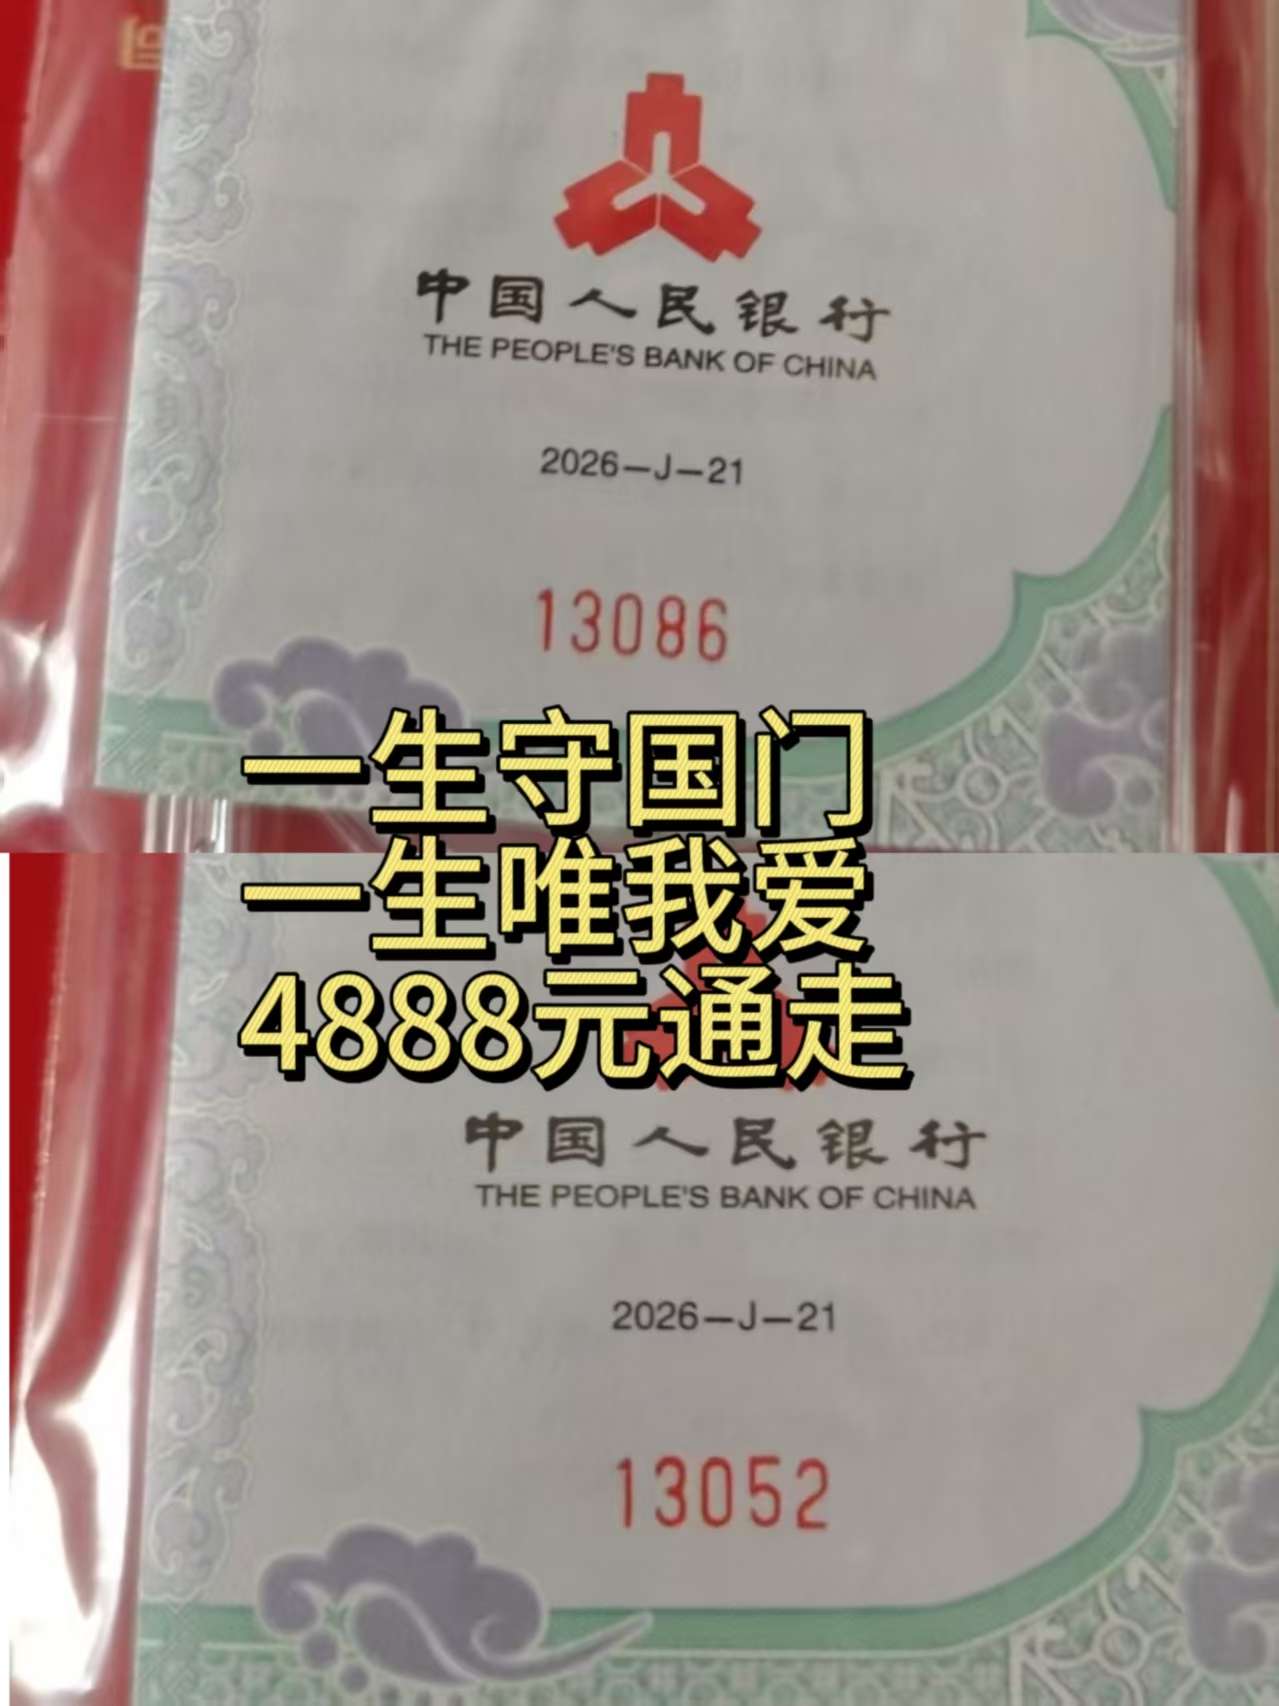 中国人民银行
THE PEOPLE'S BANK OF CHINA
2026-J-21
13086
一生守国门
一生唯我爱
4888元通走
中国人民银行
THE PEOPLE'S BANK OF CHINA
2026-J-21
13052